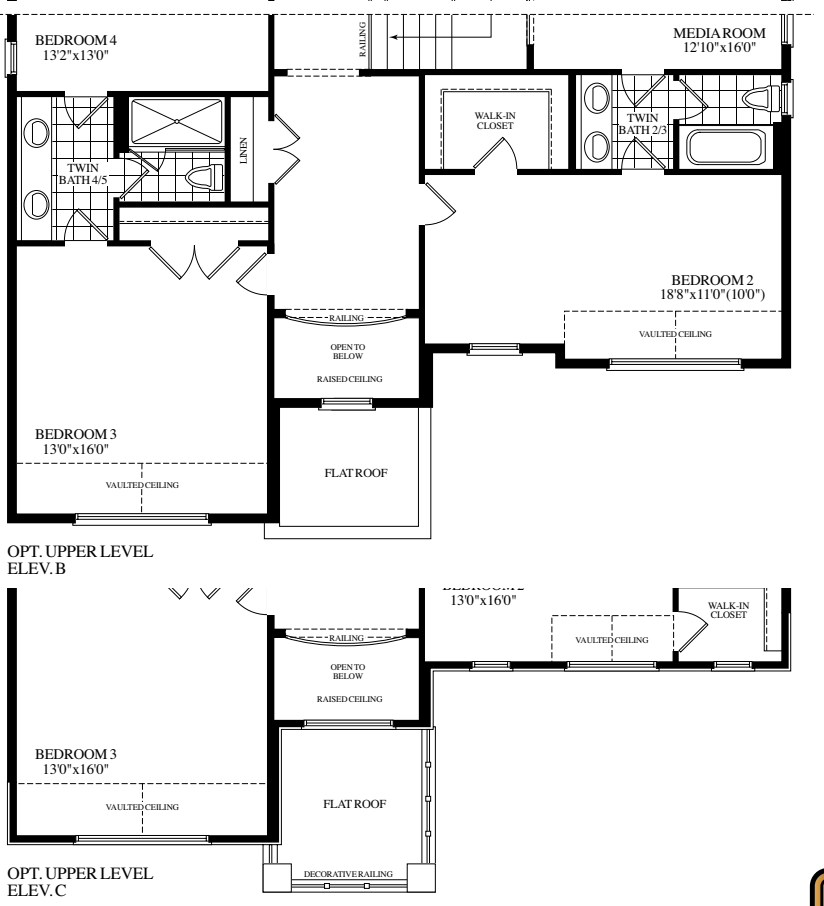 BEDROOM 4
13'2"x13'0"
RAILING
MEDIA ROOM
12'10"x16'0"
LINEN
WALK-IN
CLOSET
TWIN
BATH 2/3
TWIN
BATH 4/5
BEDROOM 2
18'8"x11'0"(10'0")
RAILING
VAULTED CEILING
OPEN TO
BELOW
RAISED CEILING
BEDROOM 3
13'0"x16'0"
FLAT ROOF
VAULTED CEILING
OPT. UPPER LEVEL
ELEV. B
BEDROOM 2
13'0"x16'0"
WALK-IN
CLOSET
RAILING
VAULTED CEILING
OPEN TO
BELOW
RAISED CEILING
BEDROOM 3
13'0"x16'0"
VAULTED CEILING
FLAT ROOF
DECORATIVE RAILING
OPT. UPPER LEVEL
ELEV. C